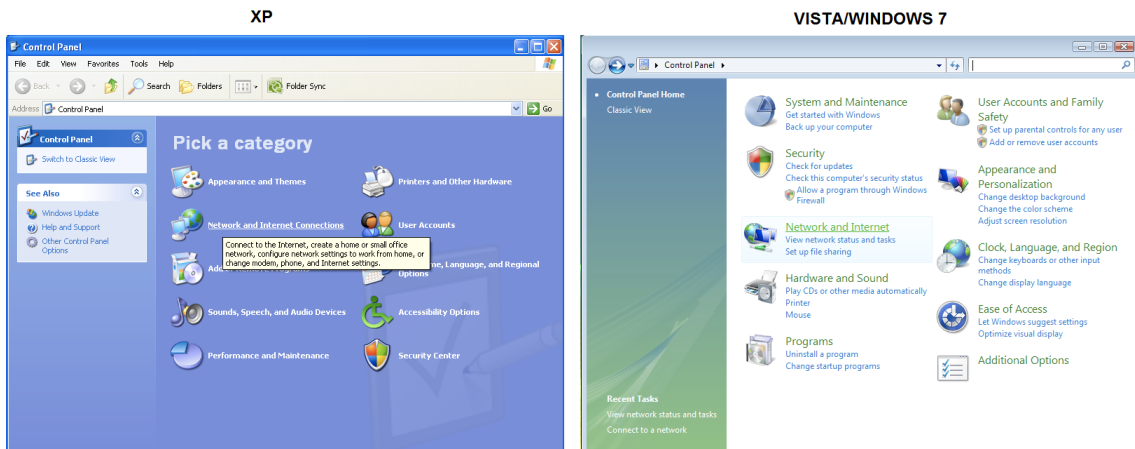 XP
VISTA/WINDOWS 7
Control Panel
File Edit View Favorites Tools Help
Back Search Folders Folder Sync
Address Control Panel Go
Control Panel
Switch to Classic View
See Also
Windows Update
Help and Support
Other Control Panel
Options
Pick a category
Appearance and Themes
Printers and Other Hardware
Network and Internet Connections
User Accounts
Connect to the Internet, create a home or small office
network, configure network settings to work from home, or
change modem, phone, and Internet settings.
Language, and Regional
Options
Sounds, Speech, and Audio Devices
Accessibility Options
Performance and Maintenance
Security Center
Control Panel
Control Panel Home
Classic View
Recent Tasks
View network status and tasks
Connect to a network
System and Maintenance
Get started with Windows
Back up your computer
Security
Check for updates
Check this computer's security status
Allow a program through Windows
Firewall
Network and Internet
View network status and tasks
Set up file sharing
Hardware and Sound
Play CDs or other media automatically
Printer
Mouse
Programs
Uninstall a program
Change startup programs
User Accounts and Family
Safety
Set up parental controls for any user
Add or remove user accounts
Appearance and
Personalization
Change desktop background
Change the color scheme
Adjust screen resolution
Clock, Language, and Region
Change keyboards or other input
methods
Change display language
Ease of Access
Let Windows suggest settings
Optimize visual display
Additional Options